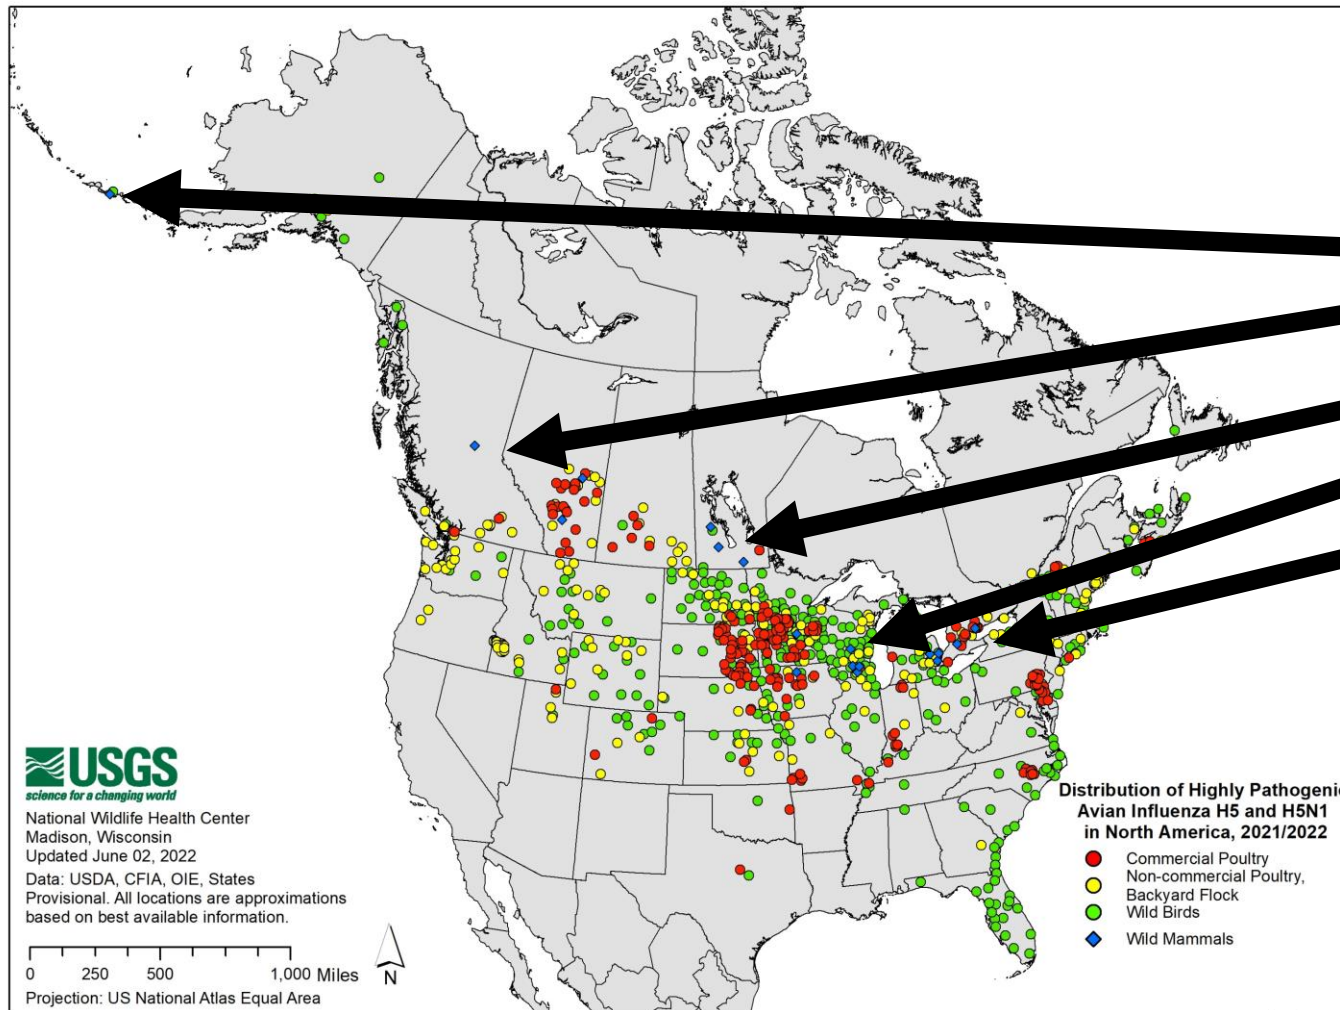 USGS
science for a changing world
National Wildlife Health Center
Madison, Wisconsin
Updated June 02, 2022
Data: USDA, CFIA, OIE, States
Provisional. All locations are approximations
based on best available information.
0 250 500 1,000 Miles
Projection: US National Atlas Equal Area
N
Distribution of Highly Pathogenic
Avian Influenza H5 and H5N1
in North America, 2021/2022
Commercial Poultry
Non-commercial Poultry,
Backyard Flock
Wild Birds
Wild Mammals